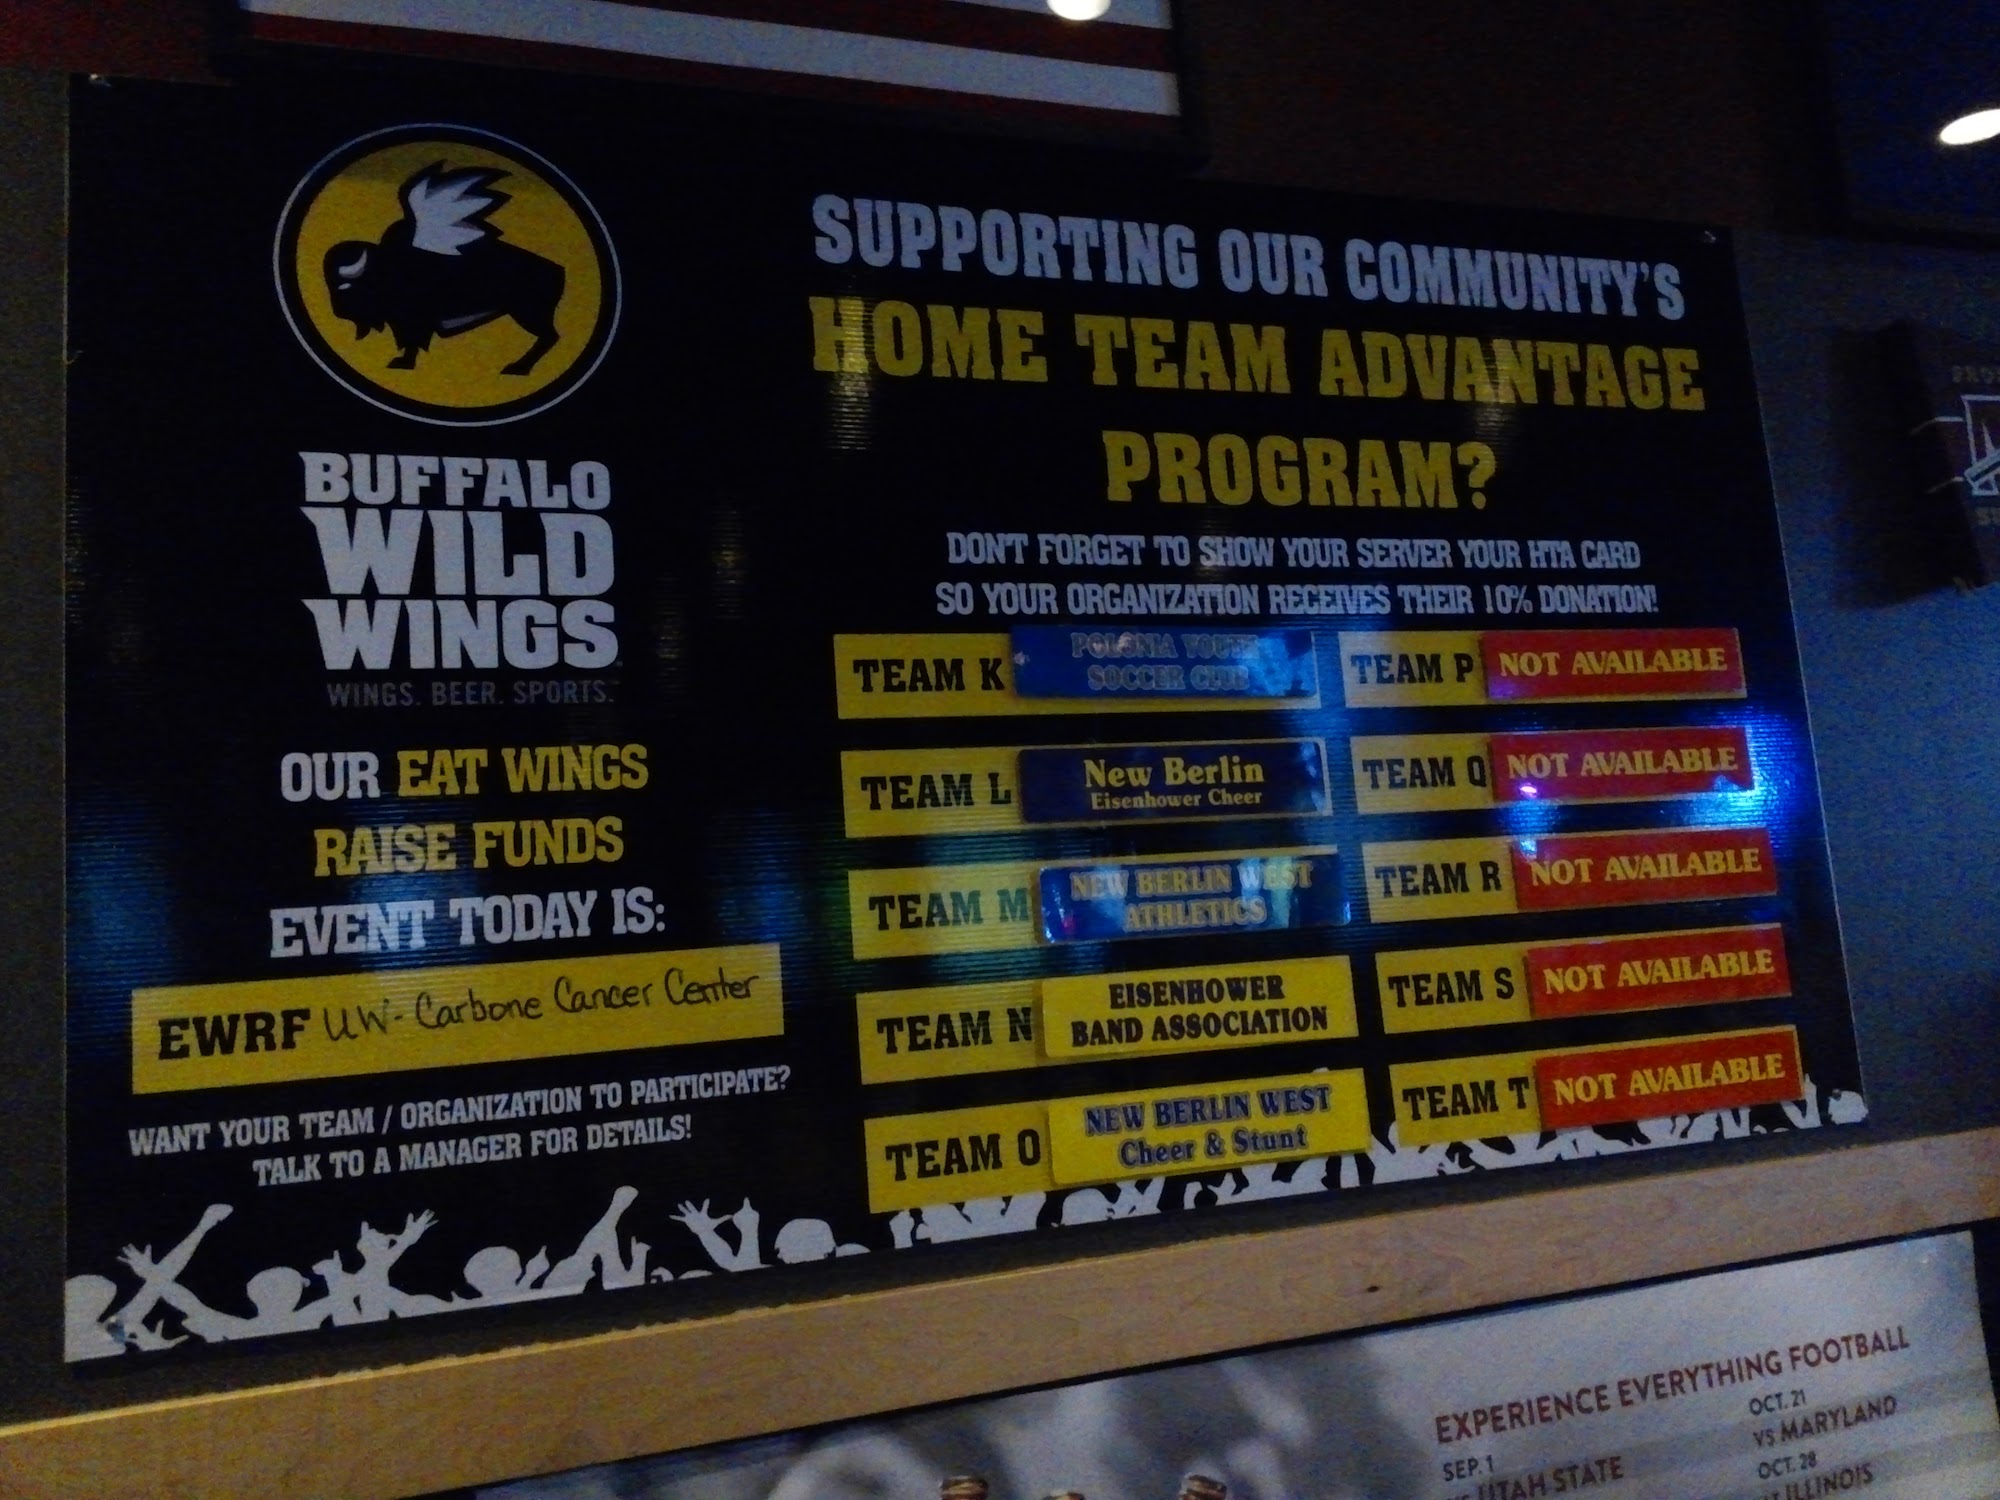 BUFFALO
WILD
WINGS
WINGS. BEER. SPORTS.
OUR EAT WINGS
RAISE FUNDS
EVENT TODAY IS:
EWRF UW- Carbone Cancer Center
WANT YOUR TEAM / ORGANIZATION TO PARTICIPATE?
TALK TO A MANAGER FOR DETAILS!
SUPPORTING OUR COMMUNITY'S
HOME TEAM ADVANTAGE
PROGRAM?
DON'T FORGET TO SHOW YOUR SERVER YOUR HTA CARD
SO YOUR ORGANIZATION RECEIVES THEIR 10% DONATION!
TEAM K
POLONIA YOUTH
SOCCER CLUB
TEAM L
New Berlin
Eisenhower Cheer
TEAM M
NEW BERLIN WEST
ATHLETICS
TEAM N
EISENHOWER
BAND ASSOCIATION
TEAM O
NEW BERLIN WEST
Cheer & Stunt
TEAM P NOT AVAILABLE
TEAM Q NOT AVAILABLE
TEAM R NOT AVAILABLE
TEAM S NOT AVAILABLE
TEAM T NOT AVAILABLE
EXPERIENCE EVERYTHING FOOTBALL
SEP. 1
UTAH STATE
OCT. 21
VS MARYLAND
OCT. 28
ILLINOIS